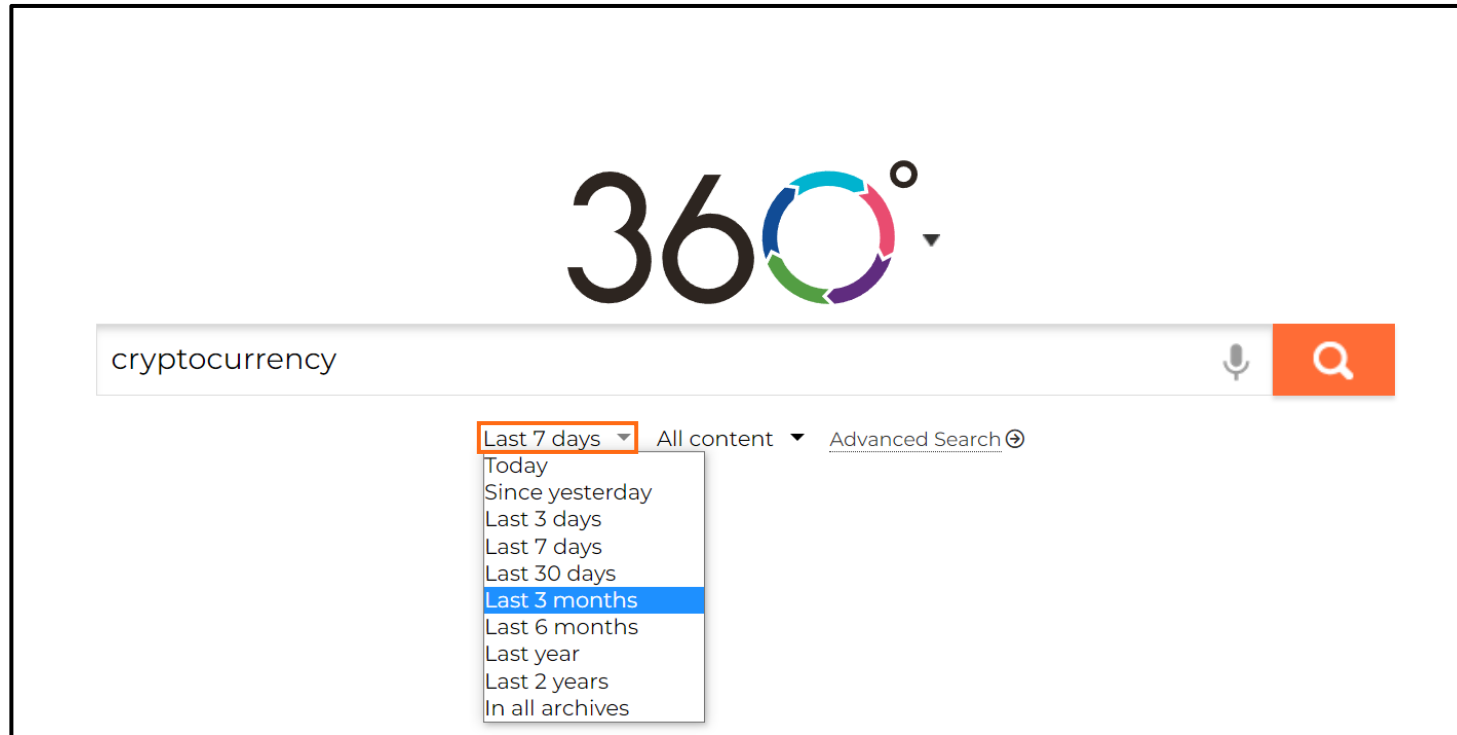 360°
cryptocurrency
Last 7 days All content Advanced Search
Today
Since yesterday
Last 3 days
Last 7 days
Last 30 days
Last 3 months
Last 6 months
Last year
Last 2 years
In all archives